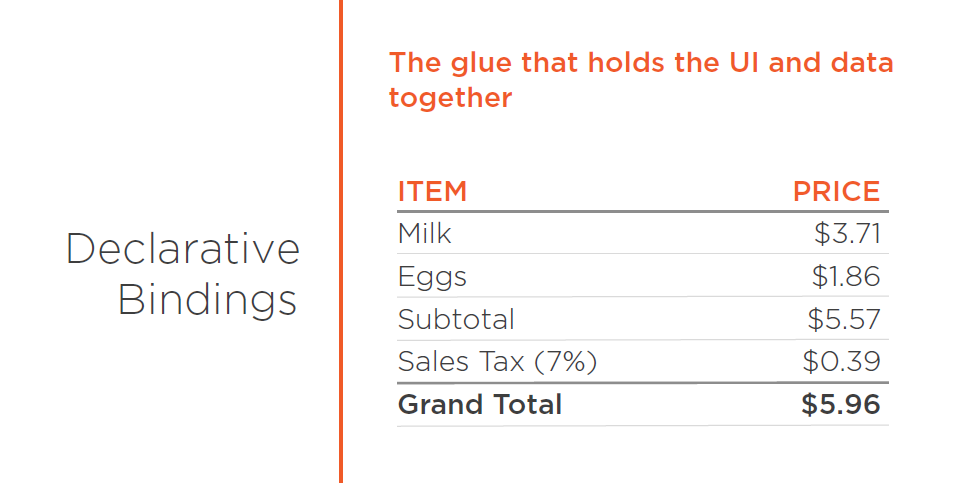 Declarative
Bindings
The glue that holds the UI and data
together
ITEM PRICE
Milk $3.71
Eggs $1.86
Subtotal $5.57
Sales Tax (7%) $0.39
Grand Total $5.96